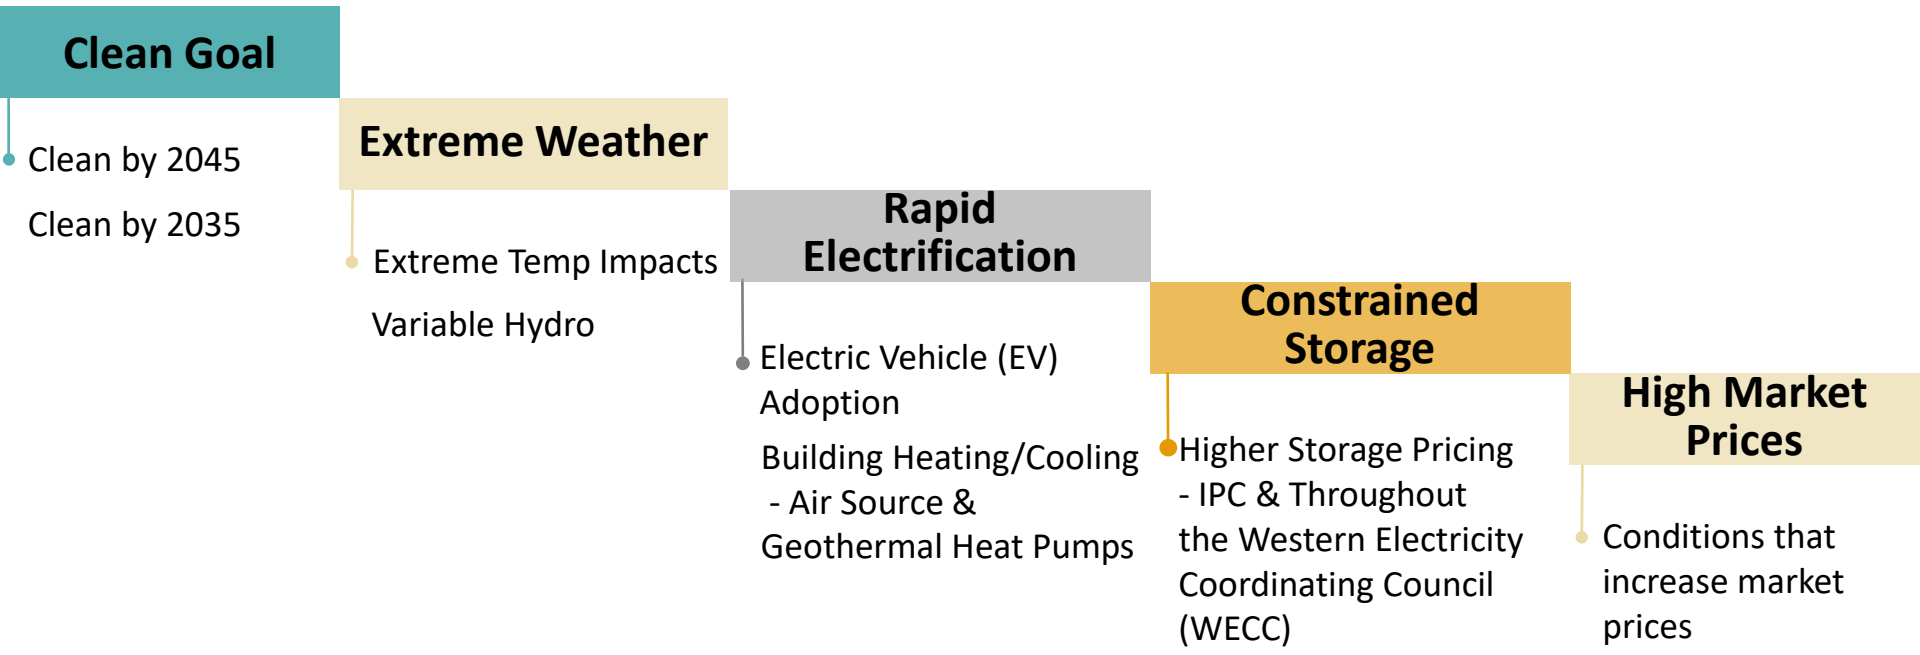 Clean Goal
Clean by 2045
Clean by 2035
Extreme Weather
Extreme Temp Impacts
Variable Hydro
Rapid
Electrification
Electric Vehicle (EV)
Adoption
Building Heating/Cooling
- Air Source &
Geothermal Heat Pumps
Constrained
Storage
Higher Storage Pricing
- IPC & Throughout
the Western Electricity
Coordinating Council
(WECC)
High Market
Prices
Conditions that
increase market
prices